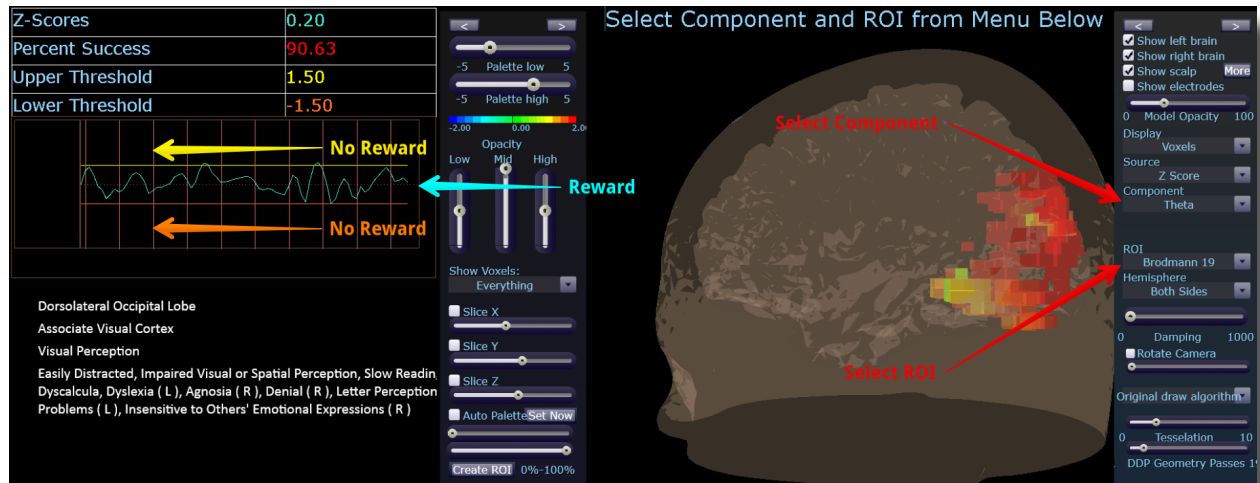 Z-Scores 0.20
Percent Success 90.63
Upper Threshold 1.50
Lower Threshold -1.50
No Reward
Reward
No Reward
Dorsolateral Occipital Lobe
Associate Visual Cortex
Visual Perception
Easily Distracted, Impaired Visual or Spatial Perception, Slow Readin
Dyscalcula, Dyslexia ( L ), Agnosia ( R ), Denial ( R ), Letter Perception
Problems ( L ), Insensitive to Others' Emotional Expressions ( R )
< >
-5 Palette low 5
-5 Palette high 5
-2.00 0.00 2.0
Opacity
Low Mid High
Show Voxels:
Everything
Slice X
Slice Y
Slice Z
Auto Palette Set Now
Create ROI 0%-100%
Select Component and ROI from Menu Below
Select Component
Select ROI
< >
Show left brain
Show right brain
Show scalp More
Show electrodes
0 Model Opacity 100
Display
Voxels
Source
Z Score
Component
Theta
ROI
Brodmann 19
Hemisphere
Both Sides
0 Damping 1000
Rotate Camera
Original draw algorithm
0 Tesselation 10
DDP Geometry Passes